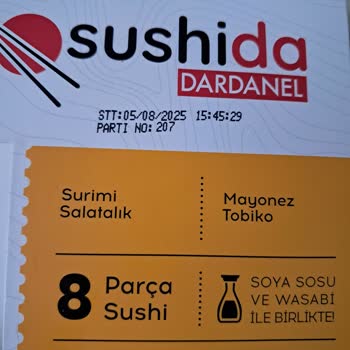 sushida
DARDANEL
STT:05/08/2025 15:45:29
PARTI NO: 207
Surimi
Salatalık
Mayonez
Tobiko
8 Parça
Sushi
SOYA SOSU
VE WASABİ
İLE BİRLİKTE!